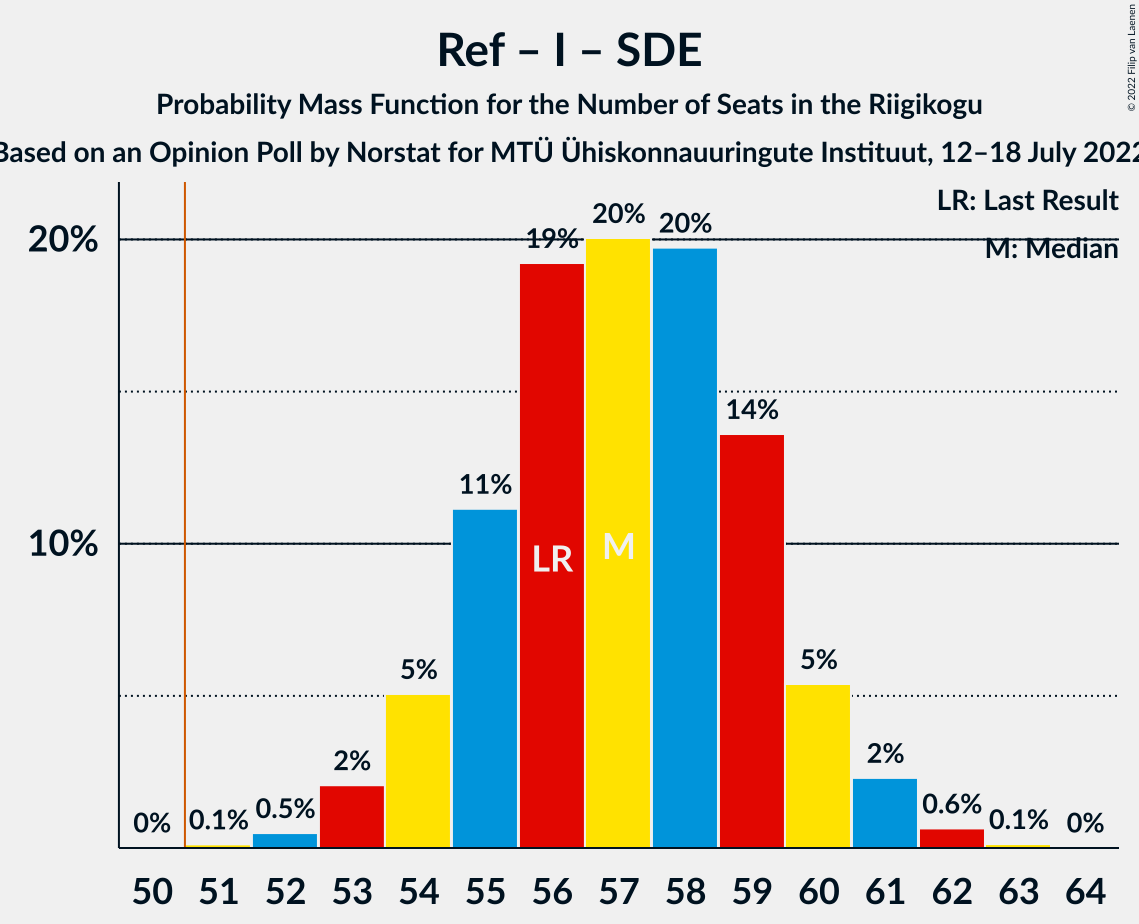 Ref – I – SDE
Probability Mass Function for the Number of Seats in the Riigikogu
Based on an Opinion Poll by Norstat for MTÜ Ühiskonnauuringute Instituut, 12–18 July 2022
© 2022 Filip van Laenen
LR: Last Result
M: Median
20%
10%
0%
0.1%
0.5%
2%
5%
11%
19%
20%
20%
14%
5%
2%
0.6%
0.1%
0%
LR
M
50 51 52 53 54 55 56 57 58 59 60 61 62 63 64